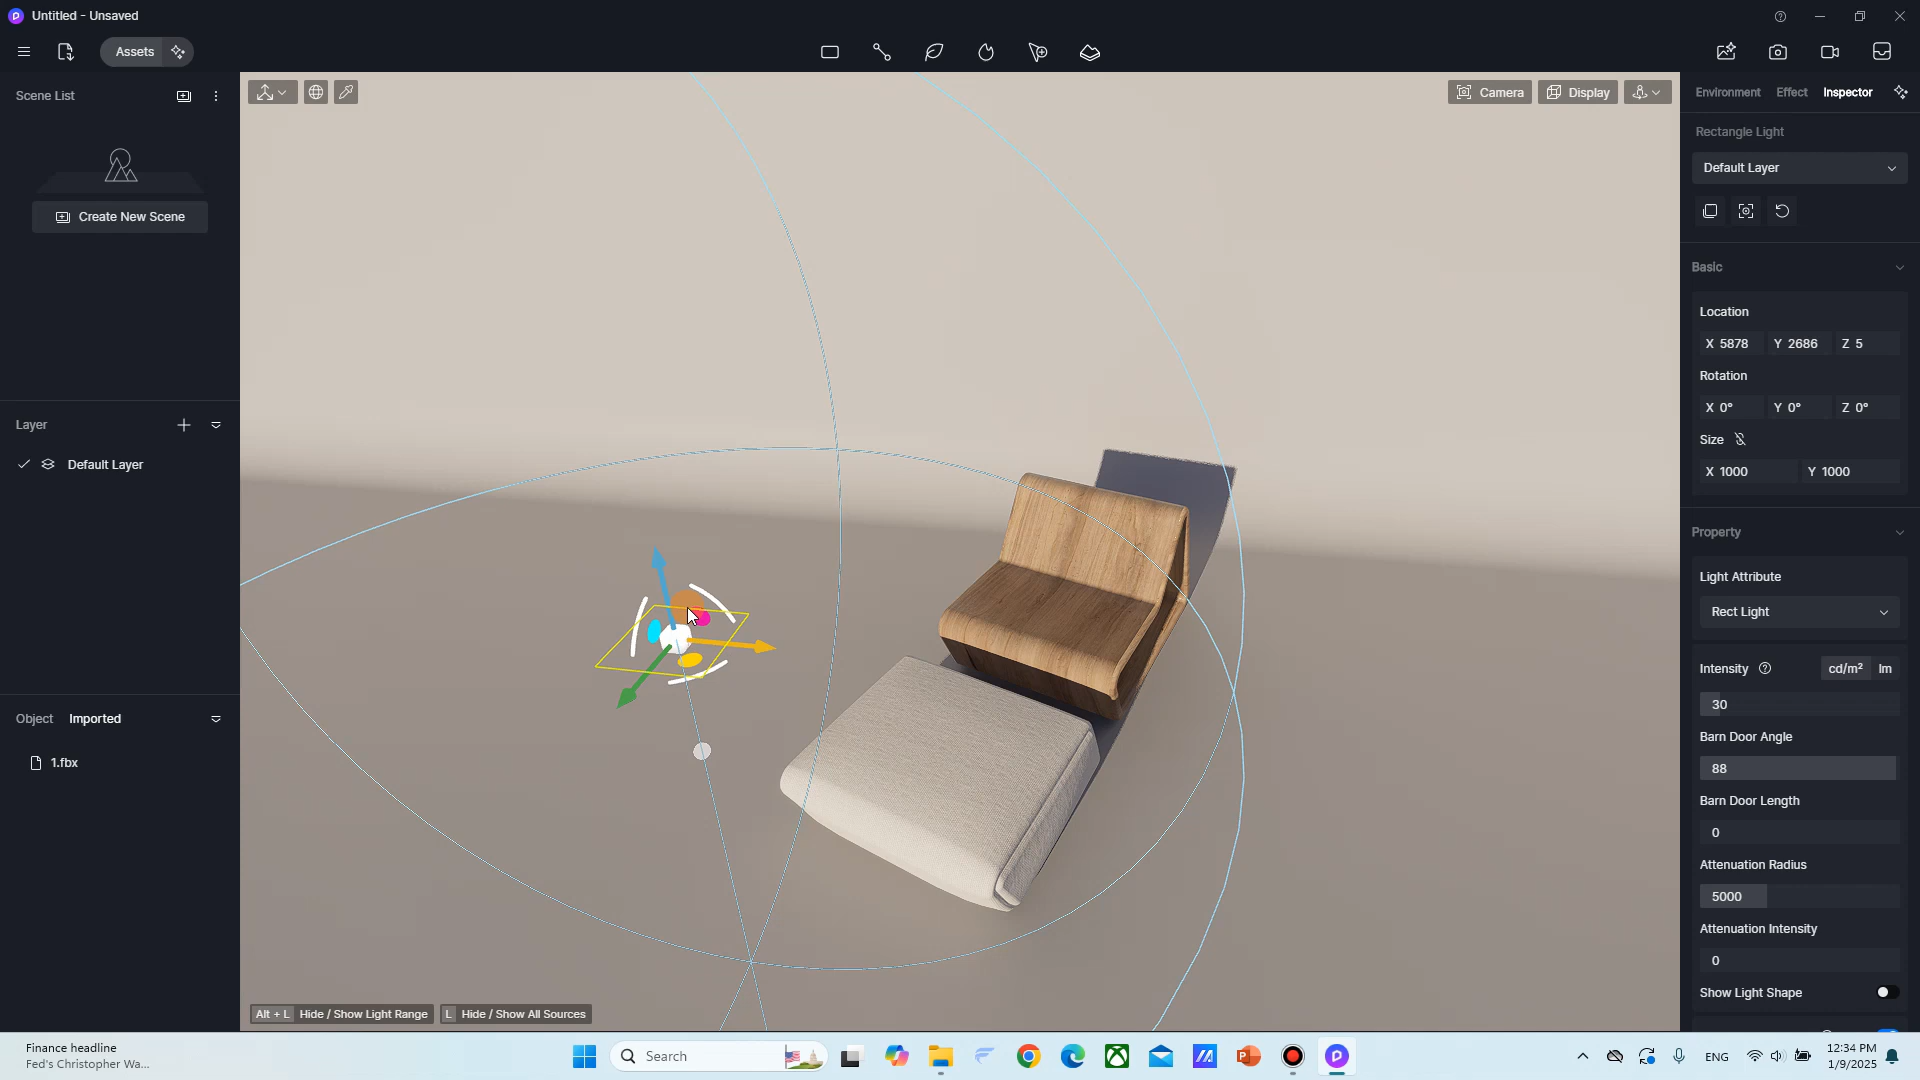 Untitled - Unsaved
Assets
Scene List
Create New Scene
Layer
Default Layer
Object Imported
1.fbx
Camera
Display
Alt + L Hide / Show Light Range L Hide / Show All Sources
Environment Effect Inspector
Rectangle Light
Default Layer
Basic
Location
X 5878 Y 2686 Z 5
Rotation
X 0° Y 0° Z 0°
Size
X 1000 Y 1000
Property
Light Attribute
Rect Light
Intensity cd/m² lm
30
Barn Door Angle
88
Barn Door Length
0
Attenuation Radius
5000
Attenuation Intensity
0
Show Light Shape
Finance headline
Fed's Christopher Wa...
Search
ENG
12:34 PM
1/9/2025